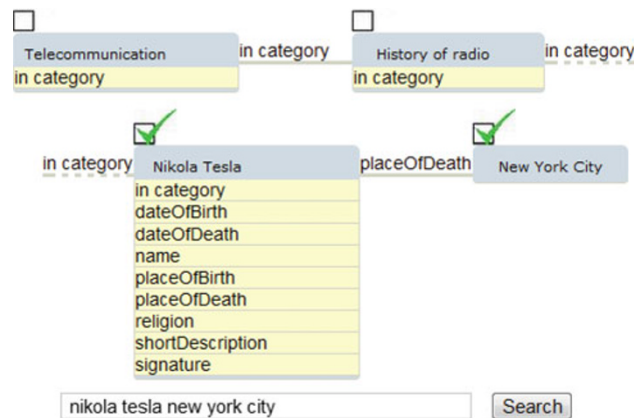 Telecommunication in category History of radio in category
in category in category
in category Nikola Tesla placeOfDeath New York City
in category
dateOfBirth
dateOfDeath
name
placeOfBirth
placeOfDeath
religion
shortDescription
signature
nikola tesla new york city Search